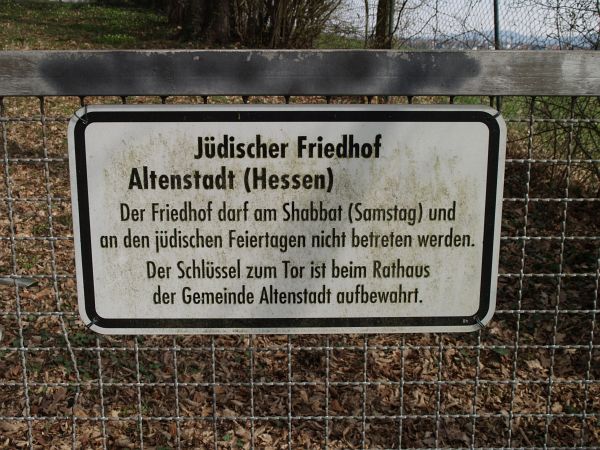 Jüdischer Friedhof
Altenstadt (Hessen)
Der Friedhof darf am Shabbat (Samstag) und
an den jüdischen Feiertagen nicht betreten werden.
Der Schlüssel zum Tor ist beim Rathaus
der Gemeinde Altenstadt aufbewahrt.